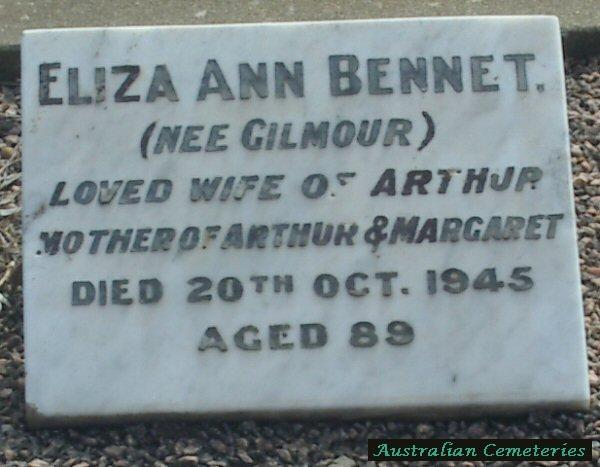 ELIZA ANN BENNET.
(NEE GILMOUR)
LOVED WIFE OF ARTHUR
MOTHER OF ARTHUR & MARGARET
DIED 20TH OCT. 1945
AGED 89
Australian Cemeteries